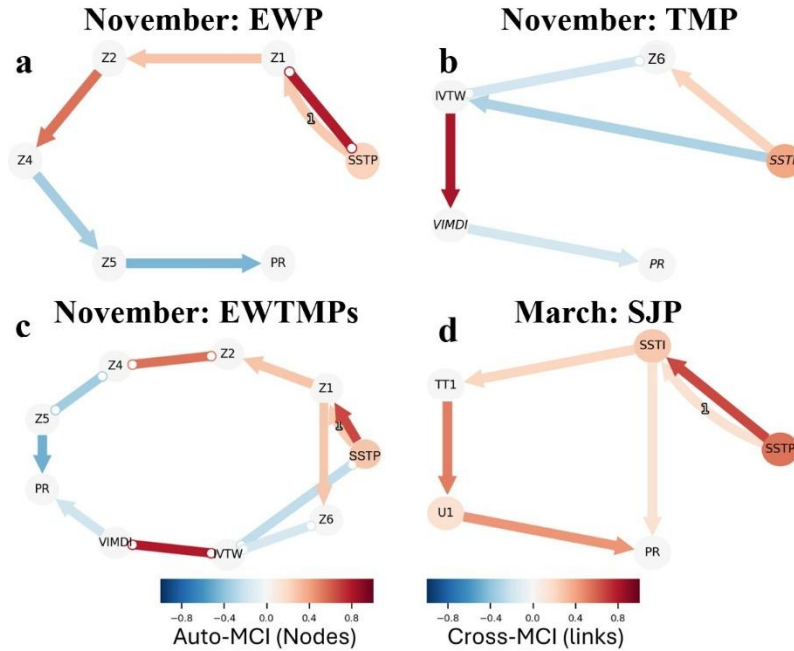 November: EWP
November: TMP
a
Z2
Z1
1
SSTP
Z4
Z5
PR
b
Z6
IVTW
VIMDI
PR
November: EWTMPs
March: SJP
c
Z4
Z2
Z1
1
SSTP
Z5
PR
VIMDI
IVTW
Z6
d
SSTI
TT1
1
SSTP
U1
PR
−0.8 −0.4 0.0 0.4 0.8
Auto-MCI (Nodes)
−0.8 −0.4 0.0 0.4 0.8
Cross-MCI (links)